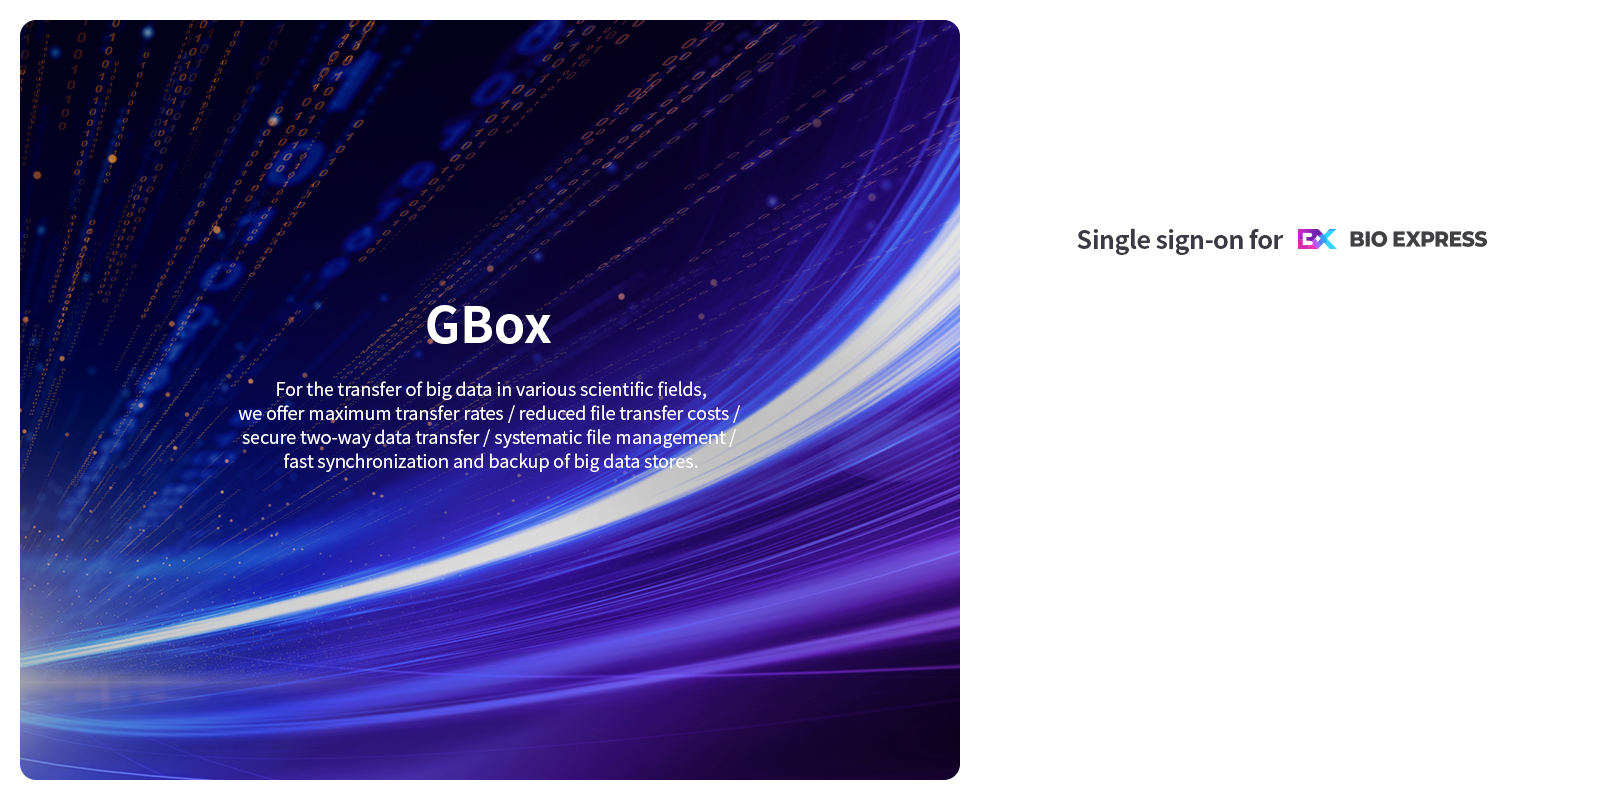 GBox
For the transfer of big data in various scientific fields,
we offer maximum transfer rates / reduced file transfer costs /
secure two-way data transfer / systematic file management /
fast synchronization and backup of big data stores.
Single sign-on for EX BIO EXPRESS